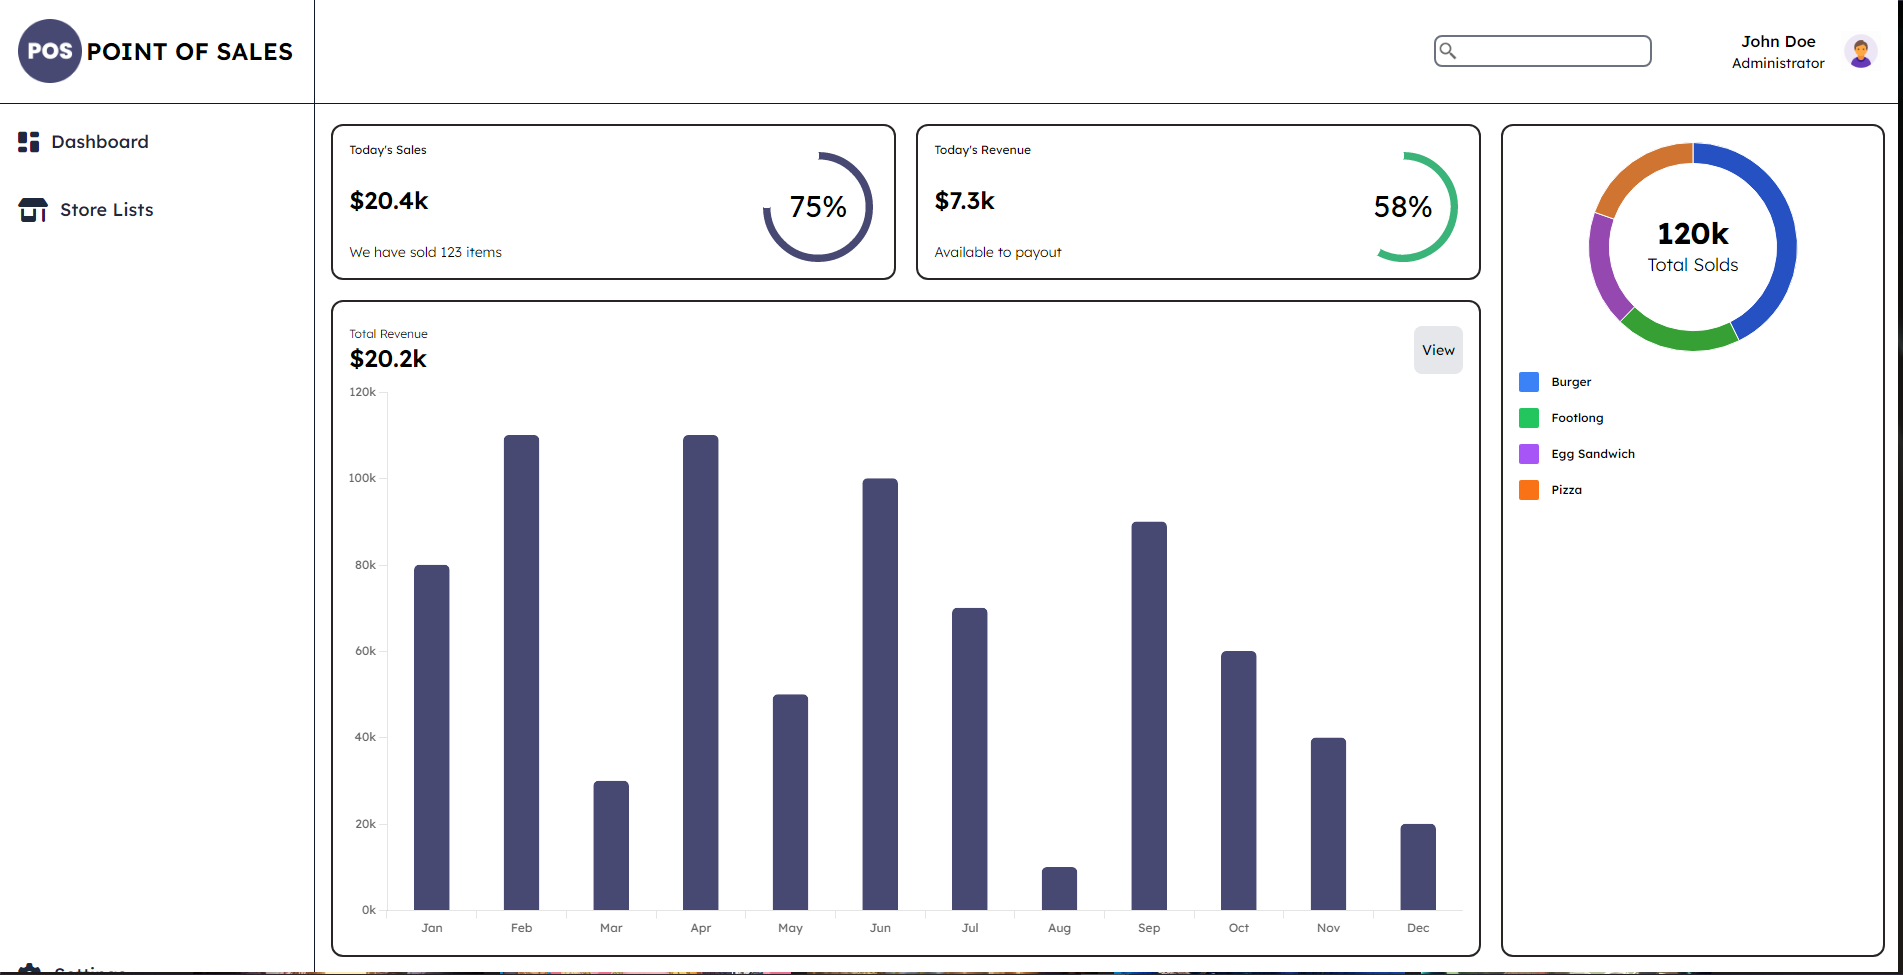 POS POINT OF SALES
John Doe
Administrator
Dashboard
Store Lists
Settings
Today's Sales
$20.4k
We have sold 123 items
75%
Today's Revenue
$7.3k
Available to payout
58%
Total Revenue
$20.2k
View
120k
100k
80k
60k
40k
20k
0k
Jan Feb Mar Apr May Jun Jul Aug Sep Oct Nov Dec
120k
Total Solds
Burger
Footlong
Egg Sandwich
Pizza